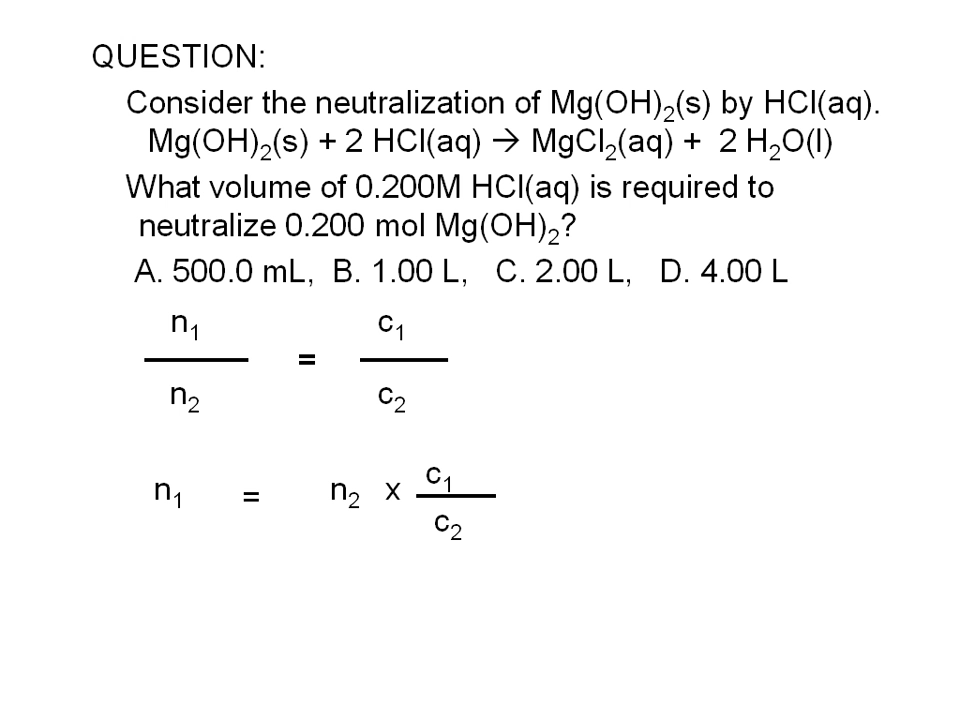 QUESTION:
Consider the neutralization of Mg(OH)₂(s) by HCl(aq).
Mg(OH)₂(s) + 2 HCl(aq) → MgCl₂(aq) + 2 H₂O(l)
What volume of 0.200M HCl(aq) is required to
neutralize 0.200 mol Mg(OH)₂?
A. 500.0 mL, B. 1.00 L, C. 2.00 L, D. 4.00 L
n₁ c₁
=
n₂ c₂
n₁ = n₂ x c₁
c₂